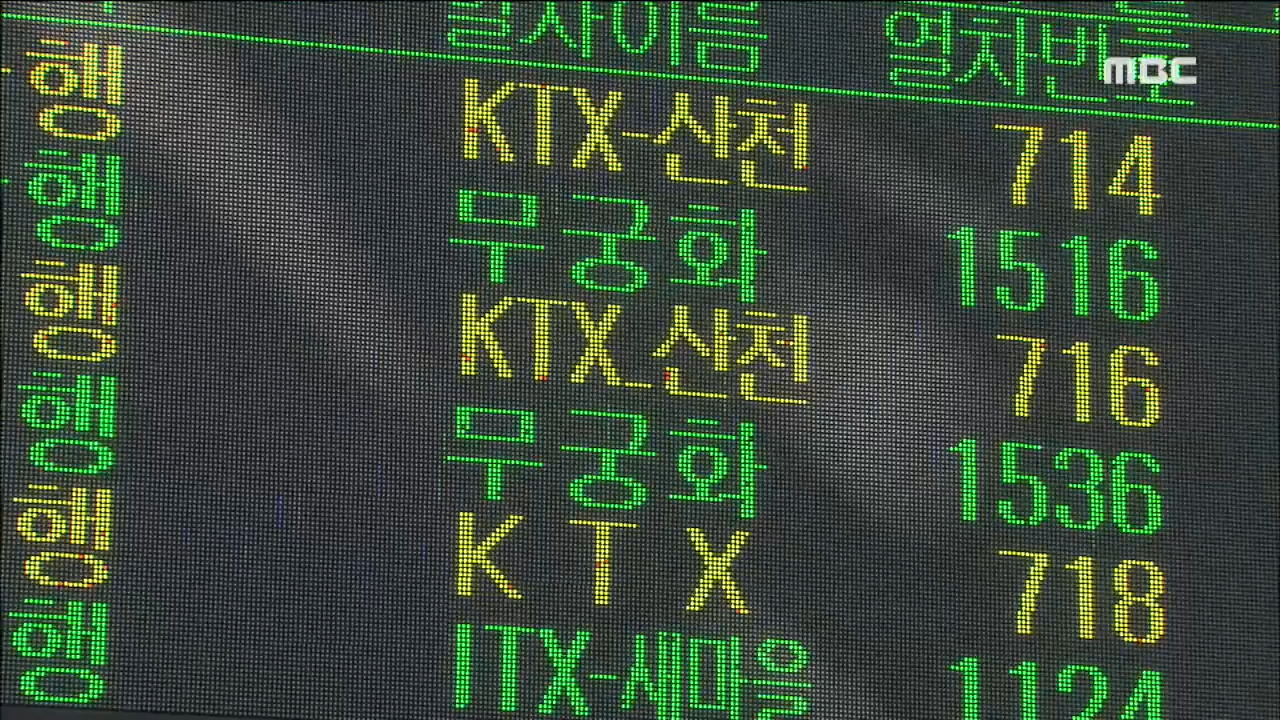 열차이름 열차번호
MBC
행 KTX-산천 714
행 무궁화 1516
행 KTX-산천 716
행 무궁화 1536
행 KTX 718
행 ITX-새마을 1124